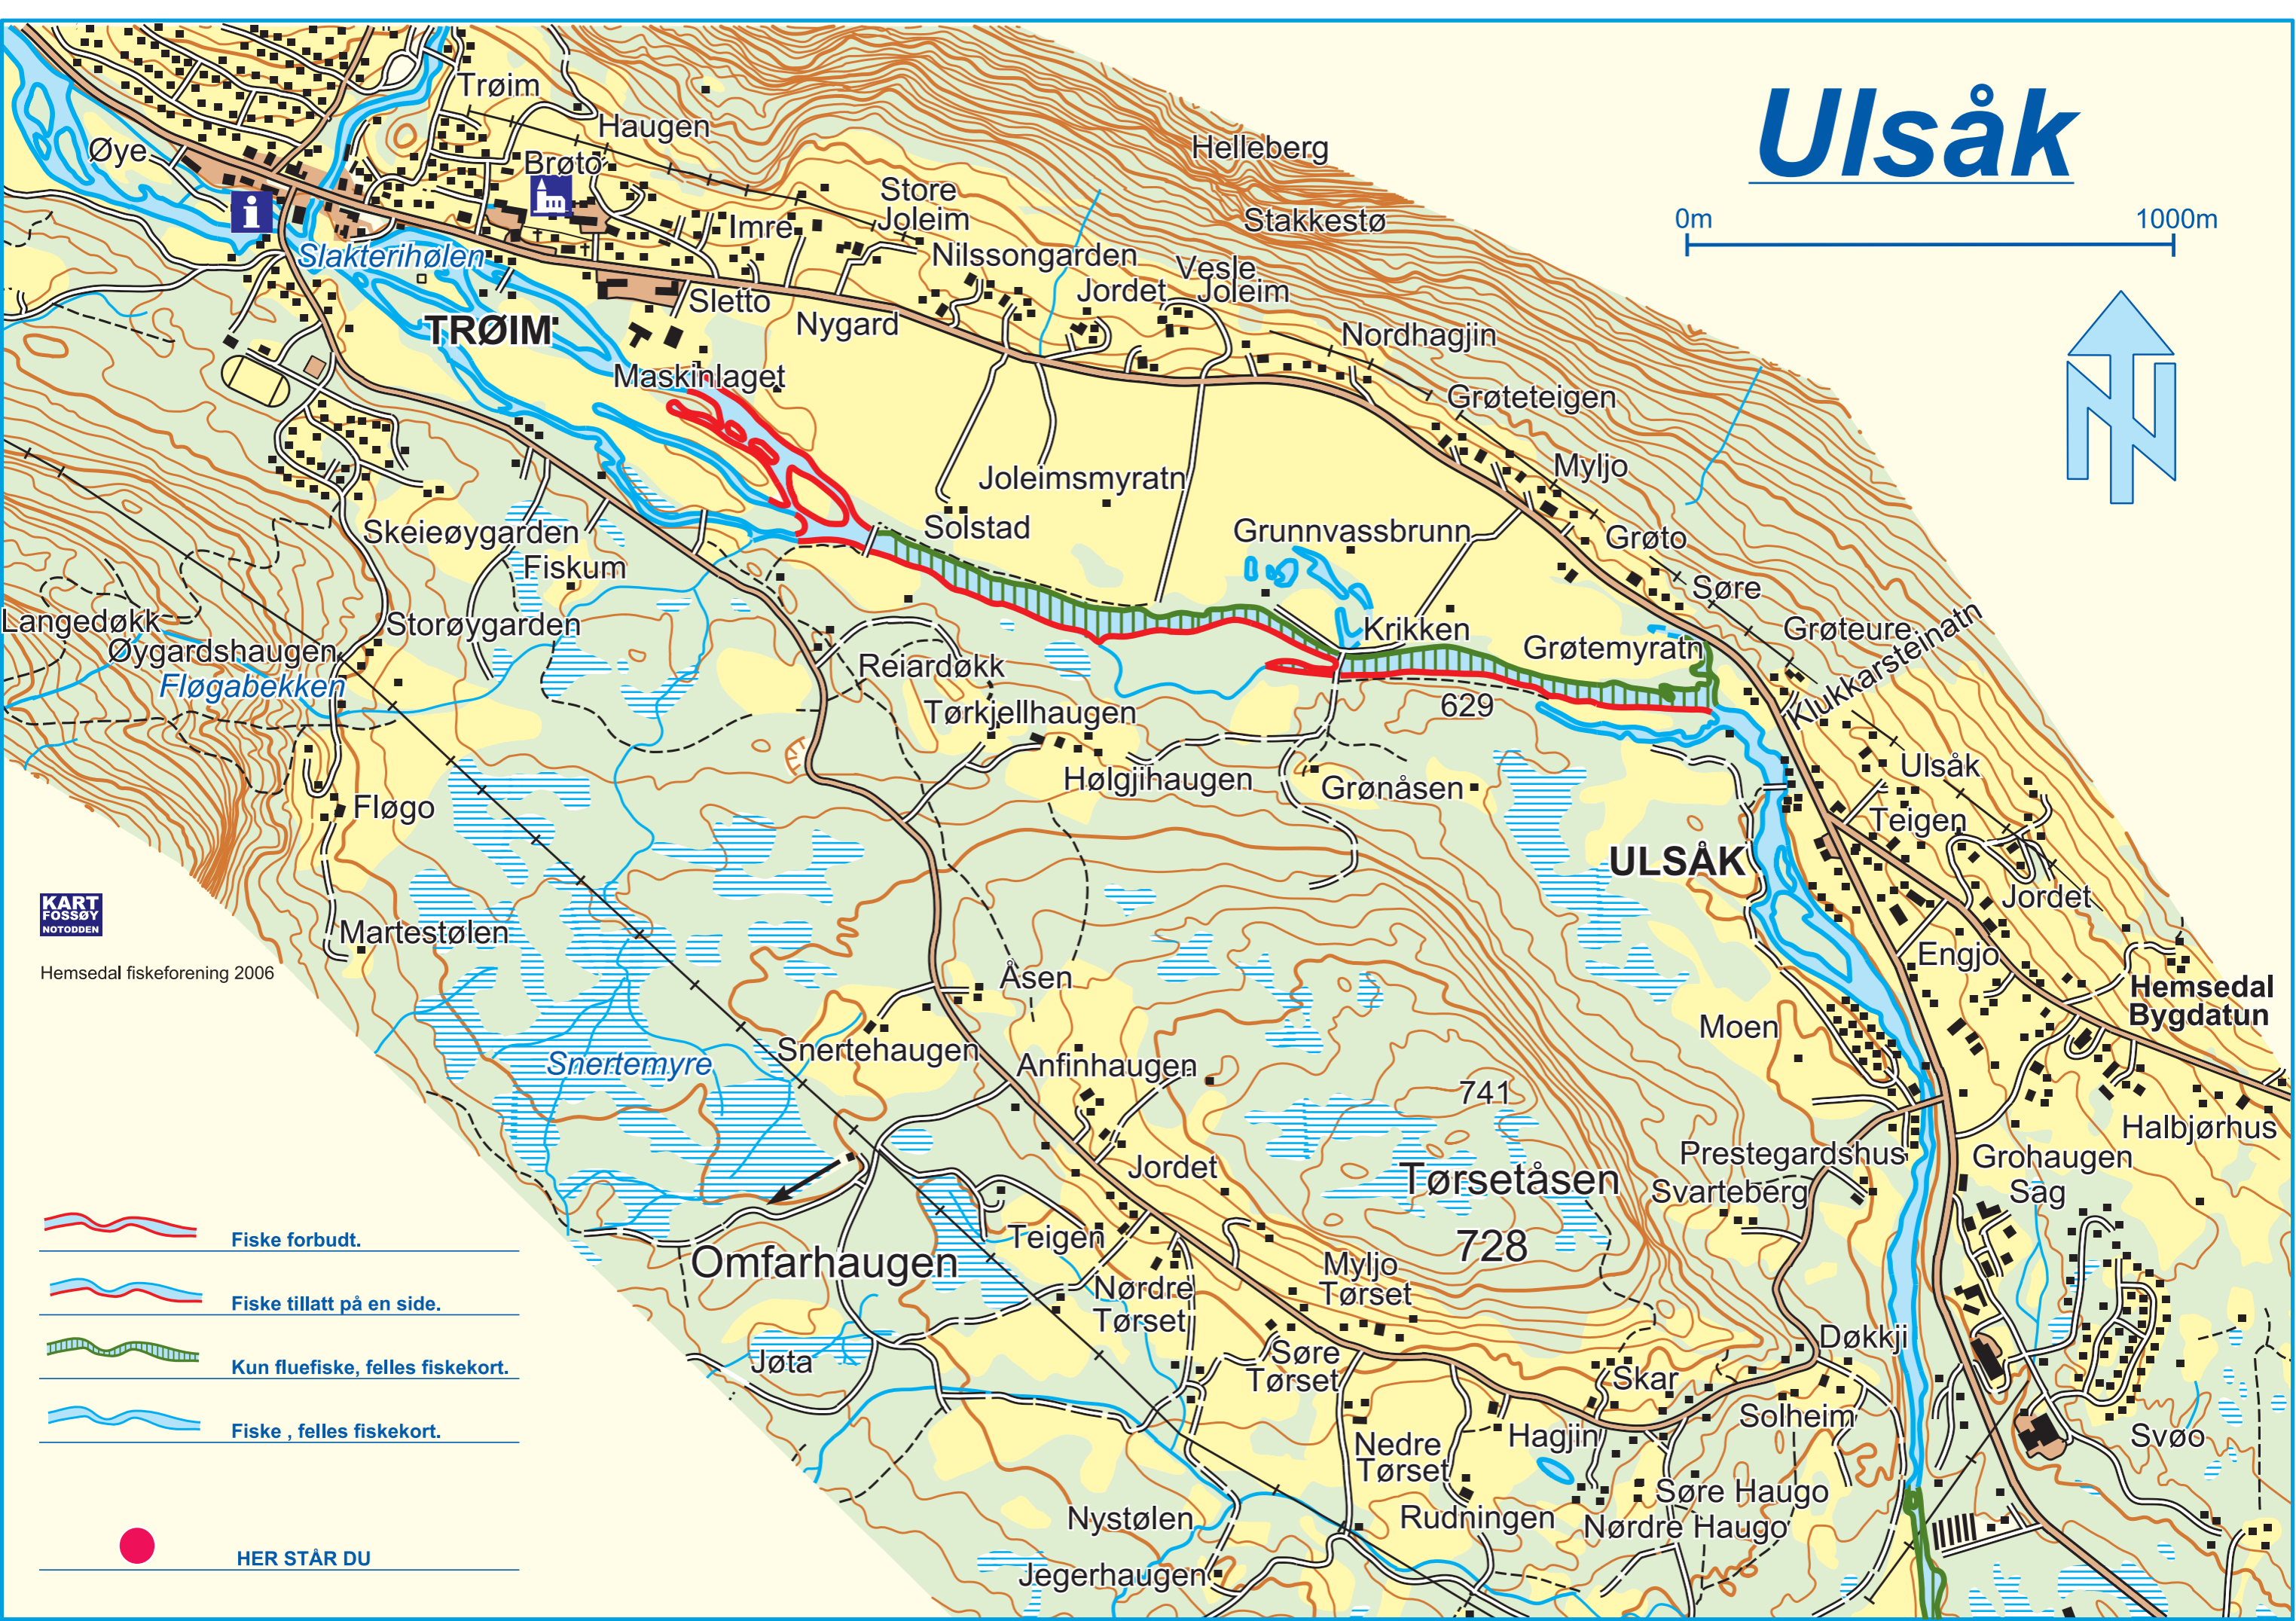 Ulsåk
0m
1000m
Trøim
Haugen
Øye
Brøto
Helleberg
Store
Joleim
Imre
Stakkestø
Slakterihølen
Nilssongarden
Vesle
Joleim
Jordet
Sletto
Nygard
TRØIM
Nordhagjin
Maskinlaget
Grøteteigen
Myljo
Joleimsmyratn
Solstad
Grunnvassbrunn
Skeieøygarden
Grøto
Fiskum
Søre
Langedøkk
Storøygarden
Krikken
Grøteure
Klukkarsteinatn
Øygardshaugen
Grøtemyratn
Reiardøkk
Fløgabekken
629
Tørkjellhaugen
Hølgjihaugen
Grønåsen
Ulsåk
Fløgo
Teigen
ULSÅK
Jordet
KART
FOSSØY
NOTODDEN
Martestølen
Engjo
Hemsedal fiskeforening 2006
Åsen
Hemsedal
Bygdatun
Moen
Snertehaugen
Snertemyre
Anfinhaugen
741
Halbjørhus
Prestegardshus
Grohaugen
Jordet
Tørsetåsen
Svarteberg
Sag
Fiske forbudt.
Teigen
728
Omfarhaugen
Myljo
Tørset
Nørdre
Tørset
Fiske tillatt på en side.
Døkkji
Jøta
Søre
Tørset
Kun fluefiske, felles fiskekort.
Skar
Solheim
Fiske , felles fiskekort.
Hagjin
Svøo
Nedre
Tørset
Søre Haugo
Nystølen
Rudningen
Nørdre Haugo
HER STÅR DU
Jegerhaugen